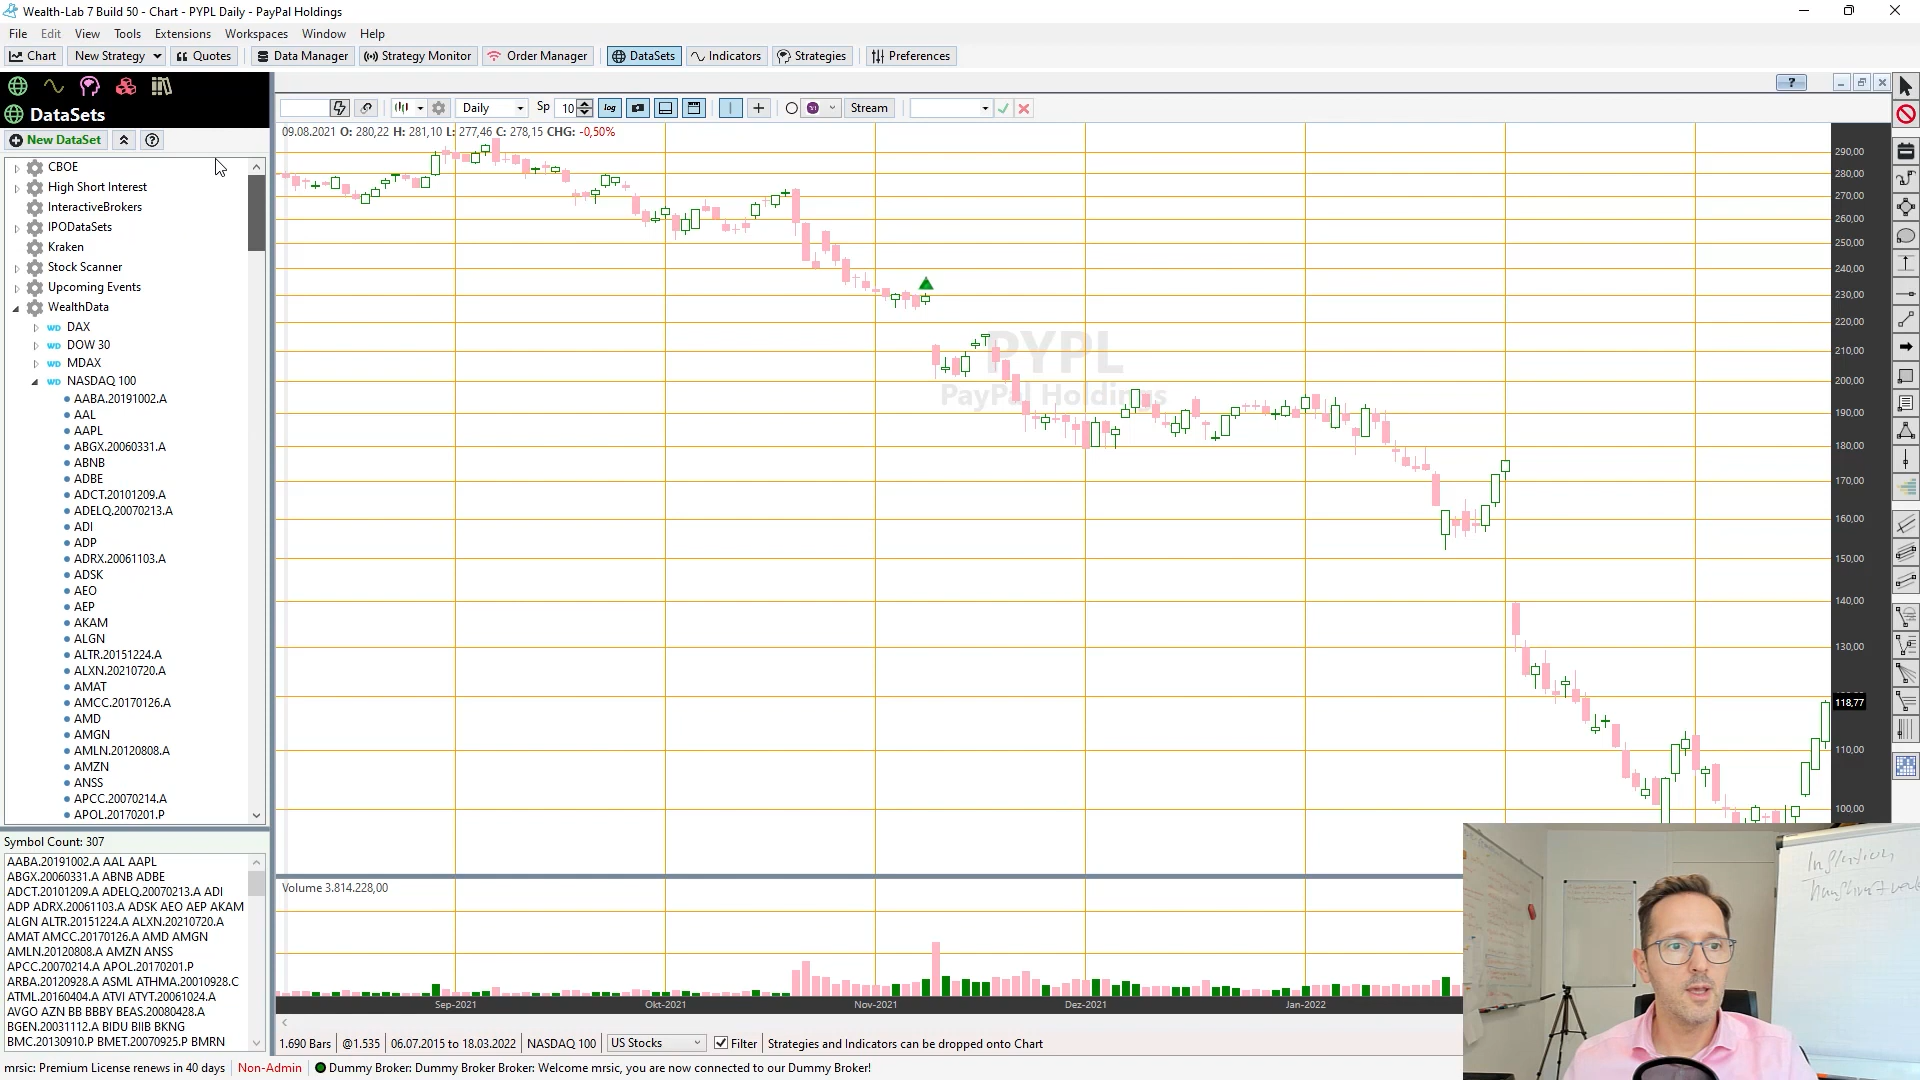 Wealth-Lab 7 Build 50 - Chart - PYPL Daily - PayPal Holdings
File Edit View Tools Extensions Workspaces Window Help
Chart New Strategy Quotes Data Manager Strategy Monitor Order Manager DataSets Indicators Strategies Preferences
DataSets
New DataSet
Daily Sp 10 log Stream
09.08.2021 O: 280,22 H: 281,10 L: 277,46 C: 278,15 CHG: -0,50%
CBOE
High Short Interest
InteractiveBrokers
IPODataSets
Kraken
Stock Scanner
Upcoming Events
WealthData
WD DAX
WD DOW 30
WD MDAX
WD NASDAQ 100
AABA.20191002.A
AAL
AAPL
ABGX.20060331.A
ABNB
ADBE
ADCT.20101209.A
ADELQ.20070213.A
ADI
ADP
ADRX.20061103.A
ADSK
AEO
AEP
AKAM
ALGN
ALTR.20151224.A
ALXN.20210720.A
AMAT
AMCC.20170126.A
AMD
AMGN
AMLN.20120808.A
AMZN
ANSS
APCC.20070214.A
APOL.20170201.P
Symbol Count: 307
AABA.20191002.A AAL AAPL
ABGX.20060331.A ABNB ADBE
ADCT.20101209.A ADELQ.20070213.A ADI
ADP ADRX.20061103.A ADSK AEO AEP AKAM
ALGN ALTR.20151224.A ALXN.20210720.A
AMAT AMCC.20170126.A AMD AMGN
AMLN.20120808.A AMZN ANSS
APCC.20070214.A APOL.20170201.P
ARBA.20120928.A ASML ATHMA.20010928.C
ATML.20160404.A ATVI ATYT.20061024.A
AVGO AZN BB BBBY BEAS.20080428.A
BGEN.20031112.A BIDU BIIB BKNG
BMC.20130910.P BMET.20070925.P BMRN
PYPL
PayPal Holdings
290,00
280,00
270,00
260,00
250,00
240,00
230,00
220,00
210,00
200,00
190,00
180,00
170,00
160,00
150,00
140,00
130,00
118,77
110,00
100,00
Volume 3.814.228,00
Sep-2021 Okt-2021 Nov-2021 Dez-2021 Jan-2022
1.690 Bars @1.535 06.07.2015 to 18.03.2022 NASDAQ 100 US Stocks Filter Strategies and Indicators can be dropped onto Chart
mrsic: Premium License renews in 40 days Non-Admin Dummy Broker: Dummy Broker Broker: Welcome mrsic, you are now connected to our Dummy Broker!